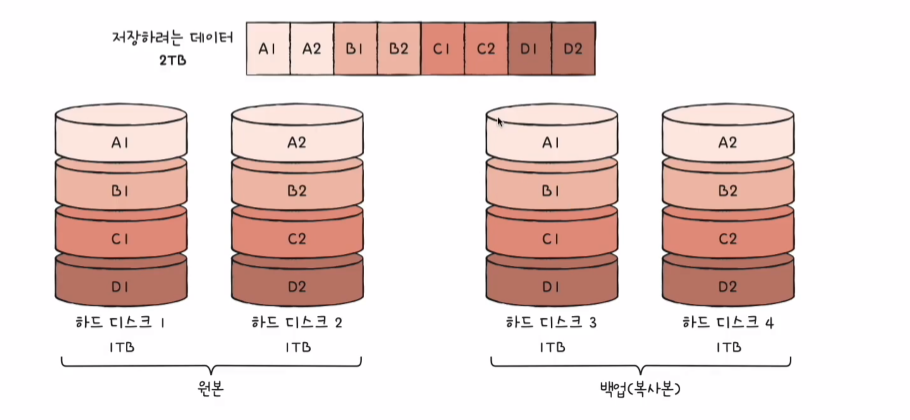 저장하려는 데이터
2TB
A1 A2 B1 B2 C1 C2 D1 D2
A1 A2 A1 A2
B1 B2 B1 B2
C1 C2 C1 C2
D1 D2 D1 D2
하드 디스크 1 하드 디스크 2 하드 디스크 3 하드 디스크 4
1TB 1TB 1TB 1TB
원본 백업(복사본)